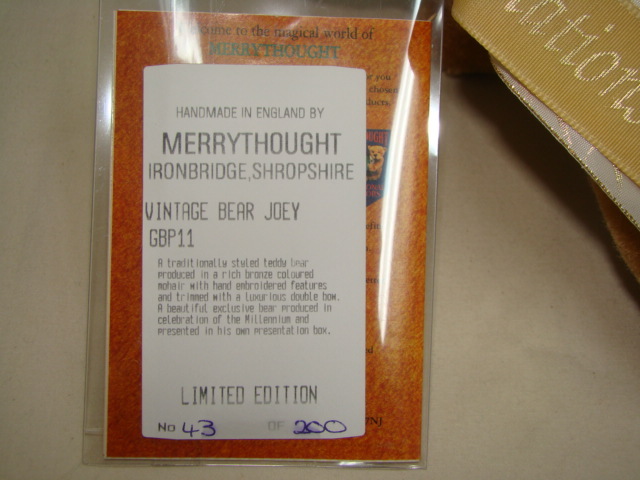 come to the magical world of
MERRYTHOUGHT
you
chosen
HANDMADE IN ENGLAND BY
MERRYTHOUGHT
IRONBRIDGE,SHROPSHIRE
VINTAGE BEAR JOEY
GBP11
A traditionally styled teddy bear
produced in a rich bronze coloured
mohair with hand embroidered features
and trimmed with a luxurious double bow.
A beautiful exclusive bear produced in
celebration of the Millennium and
presented in his own presentation box.
LIMITED EDITION
No 43 OF 200